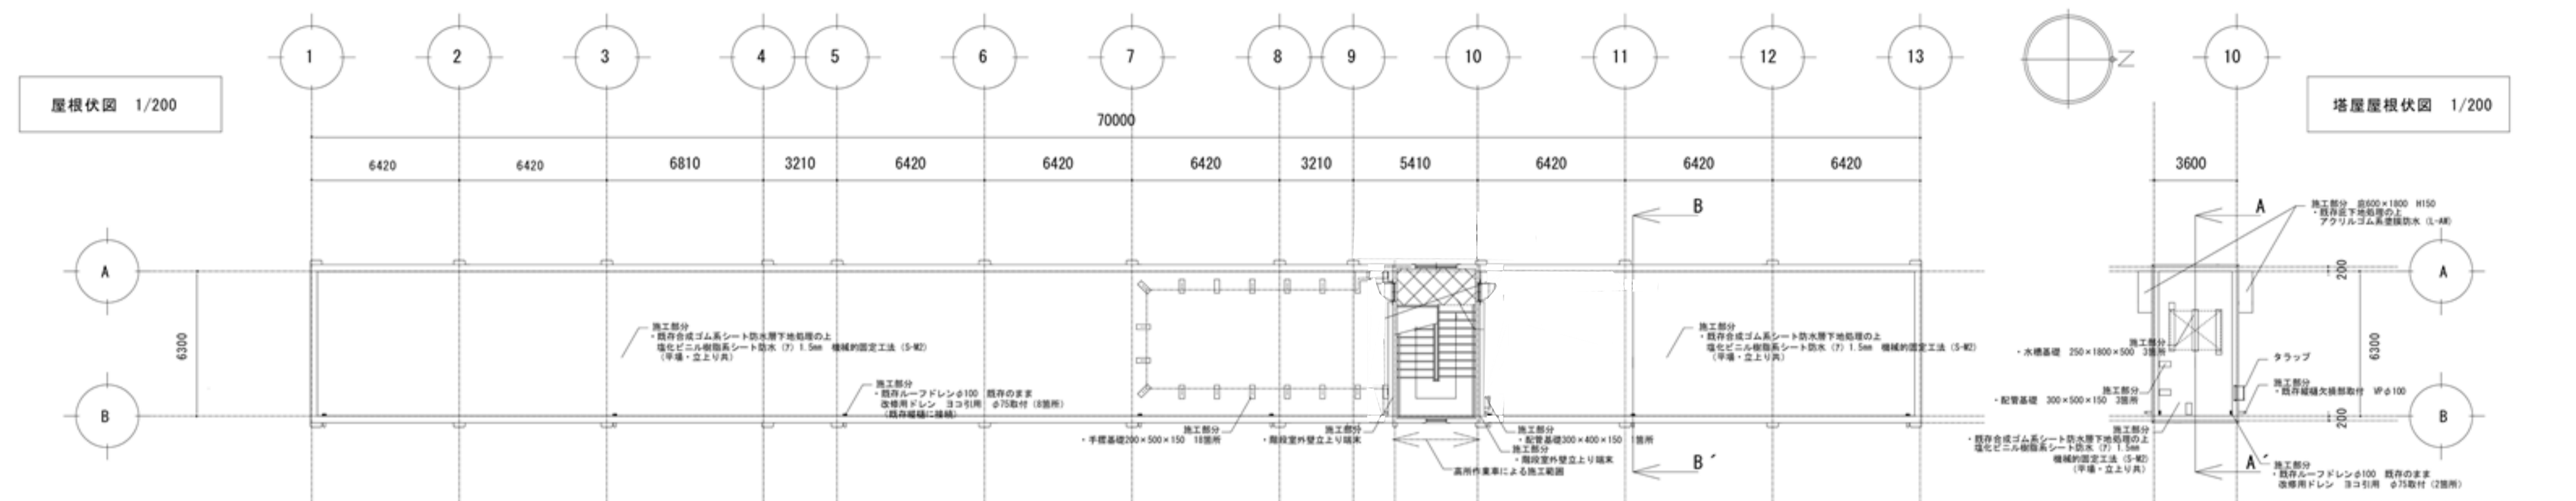 1 2 3 4 5 6 7 8 9 10 11 12 13
N
10
屋根伏図 1/200
塔屋屋根伏図 1/200
70000
6420 6420 6810 3210 6420 6420 6420 3210 5410 6420 6420 6420
3600
A
B
6300
B
B´
施工部分
・既存合成ゴム系シート防水層下地処理の上
塩化ビニル樹脂系シート防水（ｱ）1.5mm 機械的固定工法（S-M2）
（平場・立上り共）
施工部分
・既存ルーフドレンφ100 既存のまま
改修用ドレン ヨコ引用 φ75取付（8箇所）
（既存縦樋に接続）
施工部分
・手摺基礎200×500×150 18箇所
施工部分
・階段室外壁立上り端末
施工部分
・配管基礎300×400×150 1箇所
施工部分
・階段室外壁立上り端末
高所作業車による施工範囲
施工部分
・既存合成ゴム系シート防水層下地処理の上
塩化ビニル樹脂系シート防水（ｱ）1.5mm 機械的固定工法（S-M2）
（平場・立上り共）
A
A´
施工部分 庇600×1800 H150
・既存庇下地処理の上
アクリルゴム系塗膜防水（L-AW）
200
6300
200
A
B
施工部分
・水槽基礎 250×1800×500 3箇所
タラップ
施工部分
・既存縦樋欠損部取付 VPφ100
施工部分
・配管基礎 300×500×150 3箇所
施工部分
・既存合成ゴム系シート防水層下地処理の上
塩化ビニル樹脂系シート防水（ｱ）1.5mm
機械的固定工法（S-M2）
（平場・立上り共）
施工部分
・既存ルーフドレンφ100 既存のまま
改修用ドレン ヨコ引用 φ75取付（2箇所）